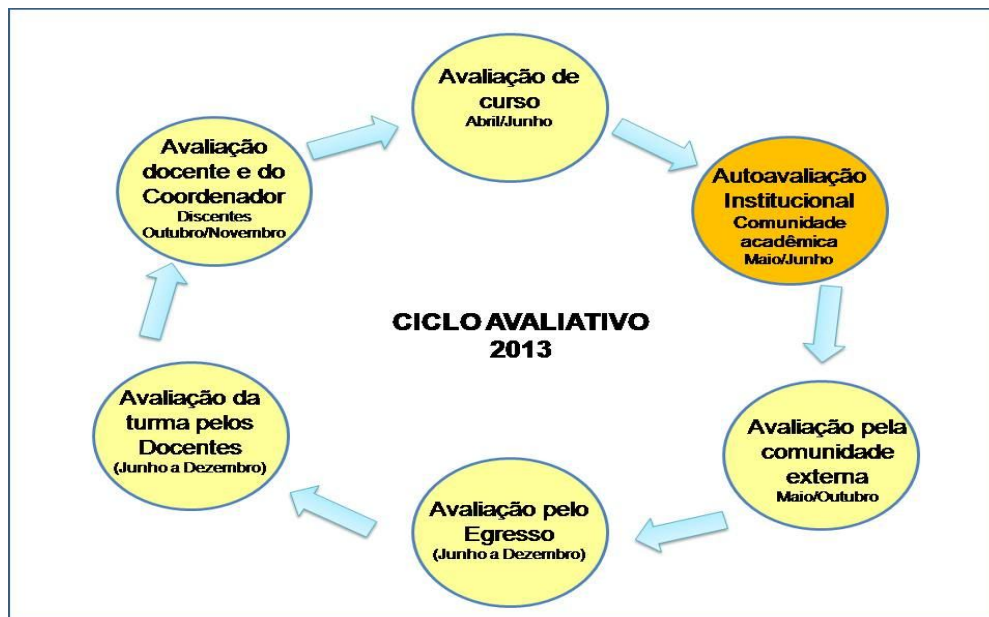 Avaliação de
curso
Abril/Junho
Autoavaliação
Institucional
Comunidade
acadêmica
Maio/Junho
Avaliação pela
comunidade
externa
Maio/Outubro
Avaliação pelo
Egresso
(Junho a Dezembro)
Avaliação da
turma pelos
Docentes
(Junho a Dezembro)
Avaliação
docente e do
Coordenador
Discentes
Outubro/Novembro
CICLO AVALIATIVO
2013